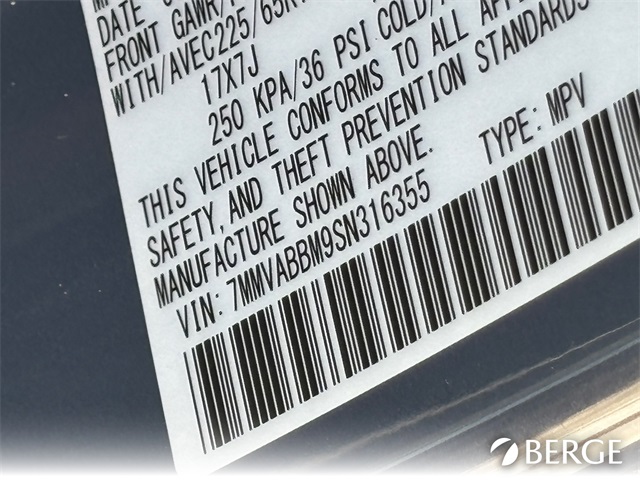 DATE
FRONT GAWR/
WITH/AVEC225/65R
17X7J
250 KPA/36 PSI COLD/
THIS VEHICLE CONFORMS TO ALL
SAFETY, AND THEFT PREVENTION STANDARDS
MANUFACTURE SHOWN ABOVE.
VIN: 7MMVABBM9SN316355 TYPE: MPV
BERGE